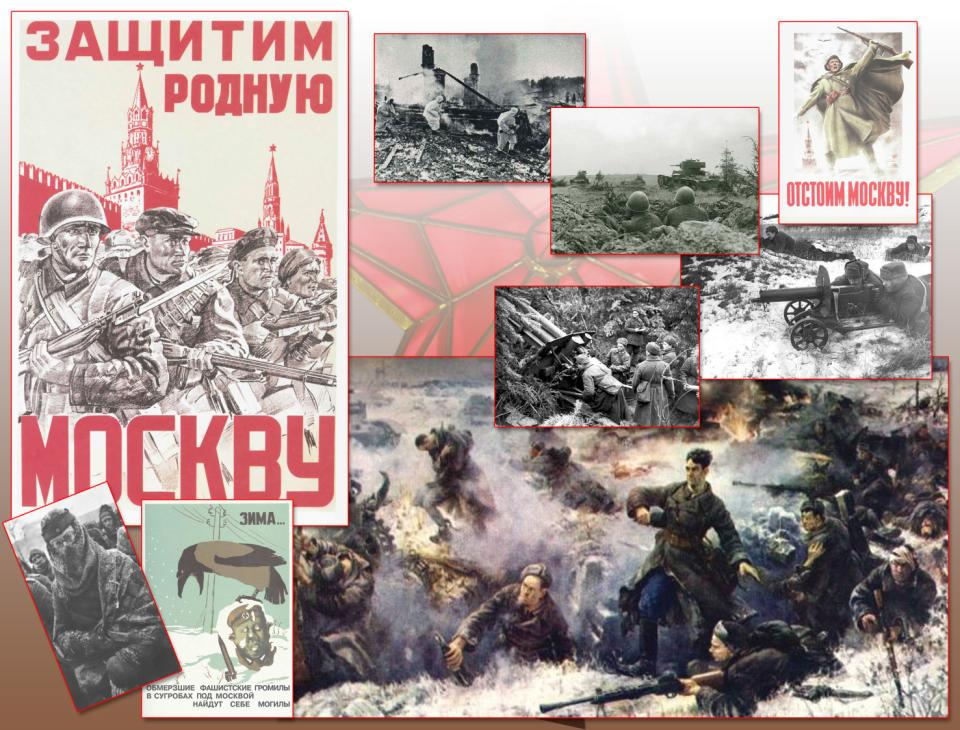 ЗАЩИТИМ
РОДНУЮ
МОСКВУ
ОТСТОИМ МОСКВУ!
ЗИМА...
ОБМЕРЗШИЕ ФАШИСТСКИЕ ГРОМИЛЫ
В СУГРОБАХ ПОД МОСКВОЙ
НАЙДУТ СЕБЕ МОГИЛЫ